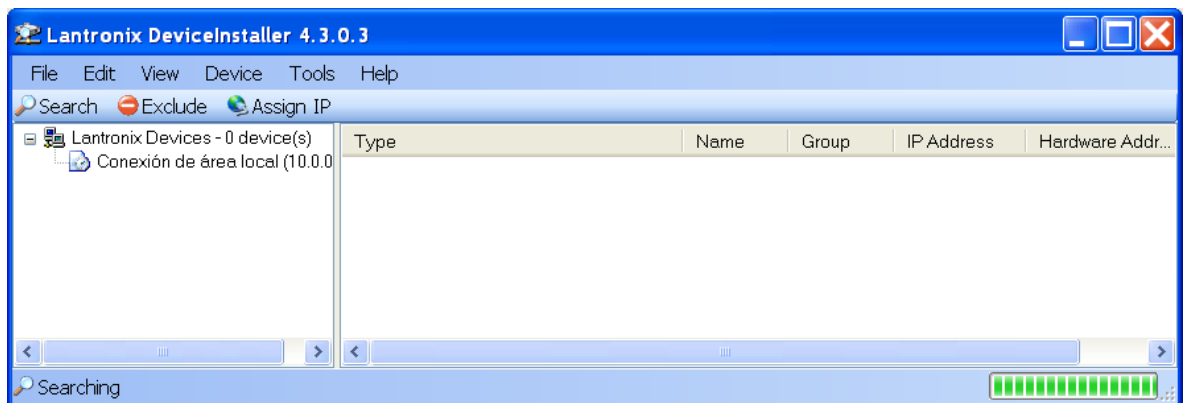 Lantronix DeviceInstaller 4.3.0.3
File Edit View Device Tools Help
Search Exclude Assign IP
Lantronix Devices - 0 device(s)
Conexión de área local (10.0.0
Type Name Group IP Address Hardware Addr...
Searching